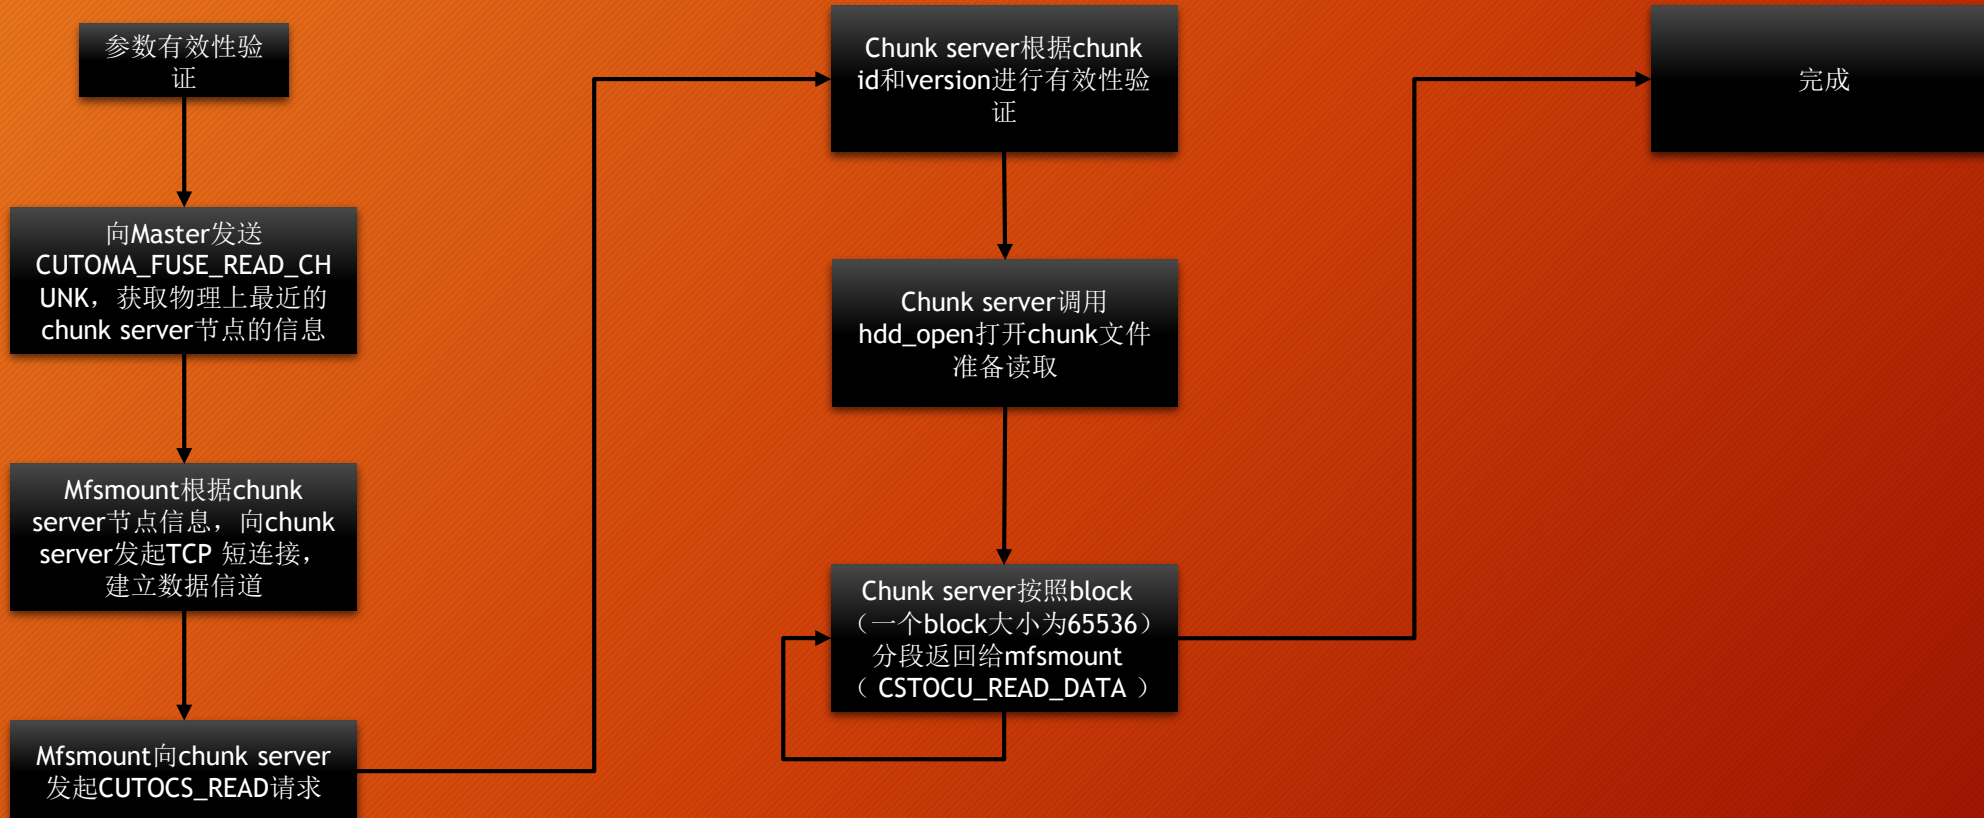 参数有效性验
证
向Master发送
CUTOMA_FUSE_READ_CH
UNK，获取物理上最近的
chunk server节点的信息
Mfsmount根据chunk
server节点信息，向chunk
server发起TCP 短连接，
建立数据信道
Mfsmount向chunk server
发起CUTOCS_READ请求
Chunk server根据chunk
id和version进行有效性验
证
Chunk server调用
hdd_open打开chunk文件
准备读取
Chunk server按照block
（一个block大小为65536）
分段返回给mfsmount
（ CSTOCU_READ_DATA ）
完成